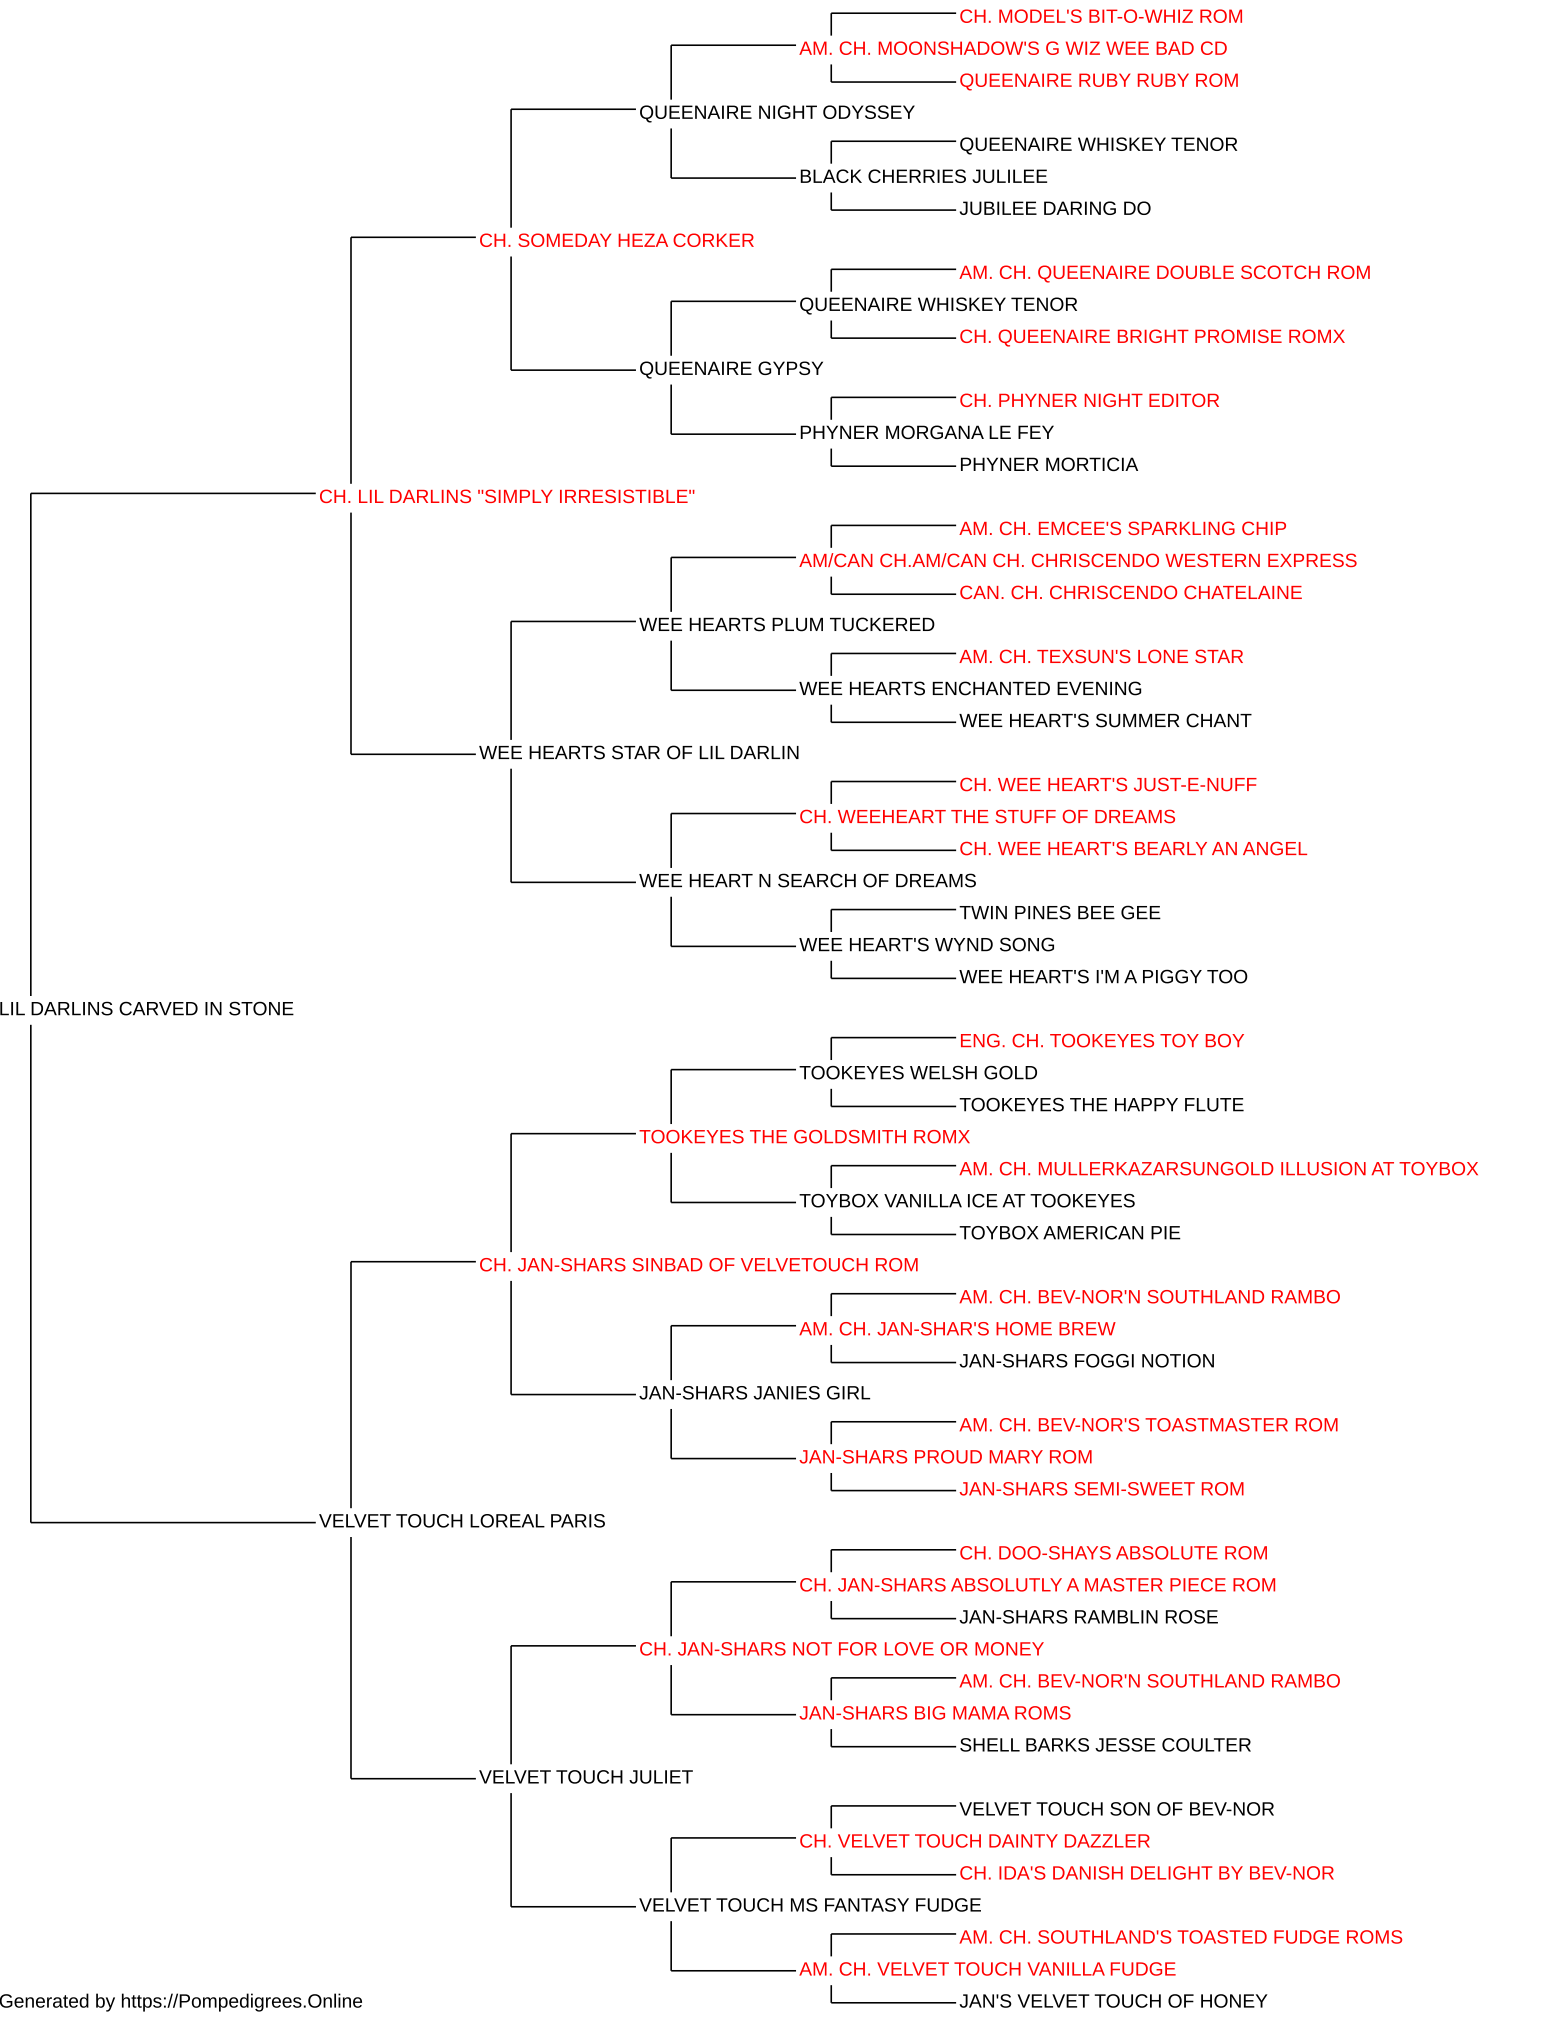 CH. MODEL'S BIT-O-WHIZ ROM
AM. CH. MOONSHADOW'S G WIZ WEE BAD CD
QUEENAIRE RUBY RUBY ROM
QUEENAIRE NIGHT ODYSSEY
QUEENAIRE WHISKEY TENOR
BLACK CHERRIES JULILEE
JUBILEE DARING DO
CH. SOMEDAY HEZA CORKER
AM. CH. QUEENAIRE DOUBLE SCOTCH ROM
QUEENAIRE WHISKEY TENOR
CH. QUEENAIRE BRIGHT PROMISE ROMX
QUEENAIRE GYPSY
CH. PHYNER NIGHT EDITOR
PHYNER MORGANA LE FEY
PHYNER MORTICIA
CH. LIL DARLINS "SIMPLY IRRESISTIBLE"
AM. CH. EMCEE'S SPARKLING CHIP
AM/CAN CH.AM/CAN CH. CHRISCENDO WESTERN EXPRESS
CAN. CH. CHRISCENDO CHATELAINE
WEE HEARTS PLUM TUCKERED
AM. CH. TEXSUN'S LONE STAR
WEE HEARTS ENCHANTED EVENING
WEE HEART'S SUMMER CHANT
WEE HEARTS STAR OF LIL DARLIN
CH. WEE HEART'S JUST-E-NUFF
CH. WEEHEART THE STUFF OF DREAMS
CH. WEE HEART'S BEARLY AN ANGEL
WEE HEART N SEARCH OF DREAMS
TWIN PINES BEE GEE
WEE HEART'S WYND SONG
WEE HEART'S I'M A PIGGY TOO
LIL DARLINS CARVED IN STONE
ENG. CH. TOOKEYES TOY BOY
TOOKEYES WELSH GOLD
TOOKEYES THE HAPPY FLUTE
TOOKEYES THE GOLDSMITH ROMX
AM. CH. MULLERKAZARSUNGOLD ILLUSION AT TOYBOX
TOYBOX VANILLA ICE AT TOOKEYES
TOYBOX AMERICAN PIE
CH. JAN-SHARS SINBAD OF VELVETOUCH ROM
AM. CH. BEV-NOR'N SOUTHLAND RAMBO
AM. CH. JAN-SHAR'S HOME BREW
JAN-SHARS FOGGI NOTION
JAN-SHARS JANIES GIRL
AM. CH. BEV-NOR'S TOASTMASTER ROM
JAN-SHARS PROUD MARY ROM
JAN-SHARS SEMI-SWEET ROM
VELVET TOUCH LOREAL PARIS
CH. DOO-SHAYS ABSOLUTE ROM
CH. JAN-SHARS ABSOLUTLY A MASTER PIECE ROM
JAN-SHARS RAMBLIN ROSE
CH. JAN-SHARS NOT FOR LOVE OR MONEY
AM. CH. BEV-NOR'N SOUTHLAND RAMBO
JAN-SHARS BIG MAMA ROMS
SHELL BARKS JESSE COULTER
VELVET TOUCH JULIET
VELVET TOUCH SON OF BEV-NOR
CH. VELVET TOUCH DAINTY DAZZLER
CH. IDA'S DANISH DELIGHT BY BEV-NOR
VELVET TOUCH MS FANTASY FUDGE
AM. CH. SOUTHLAND'S TOASTED FUDGE ROMS
AM. CH. VELVET TOUCH VANILLA FUDGE
JAN'S VELVET TOUCH OF HONEY
Generated by https://Pompedigrees.Online